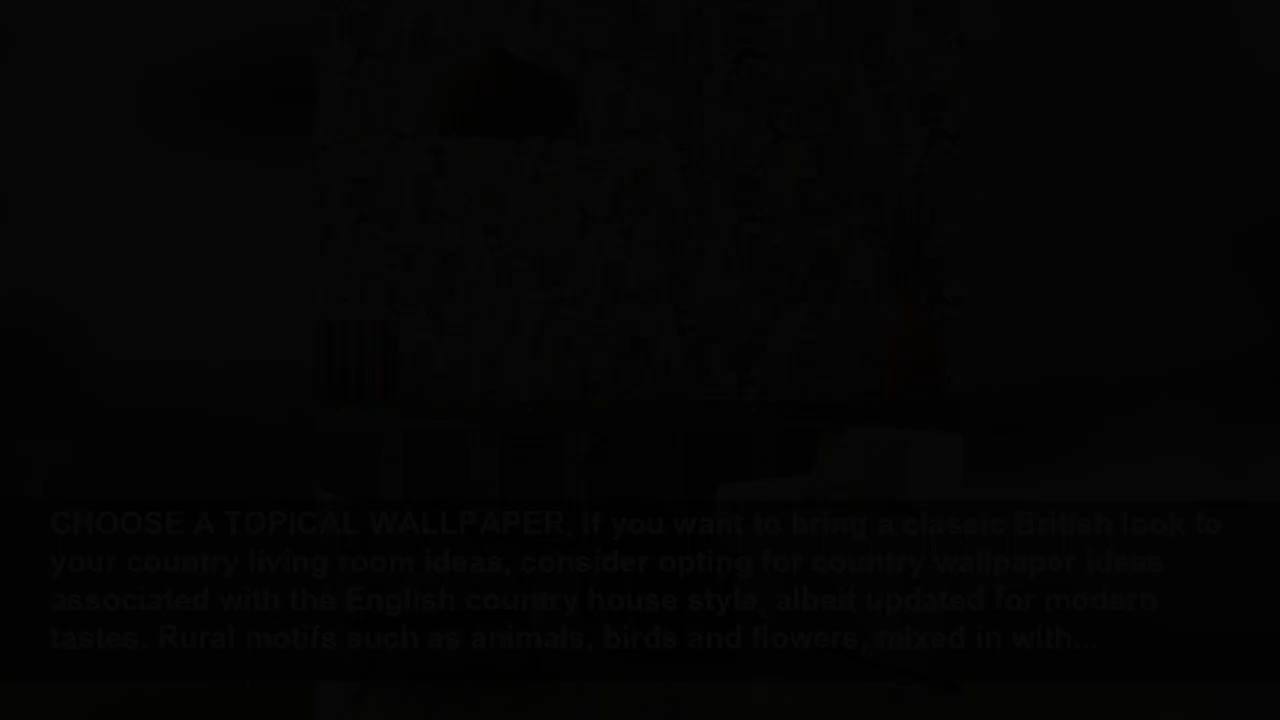 CHOOSE A TOPICAL WALLPAPER. If you want to bring a classic British look to
your country living room ideas, consider opting for country wallpaper ideas
associated with the English country house style, albeit updated for modern
tastes. Rural motifs such as animals, birds and flowers, mixed in with...